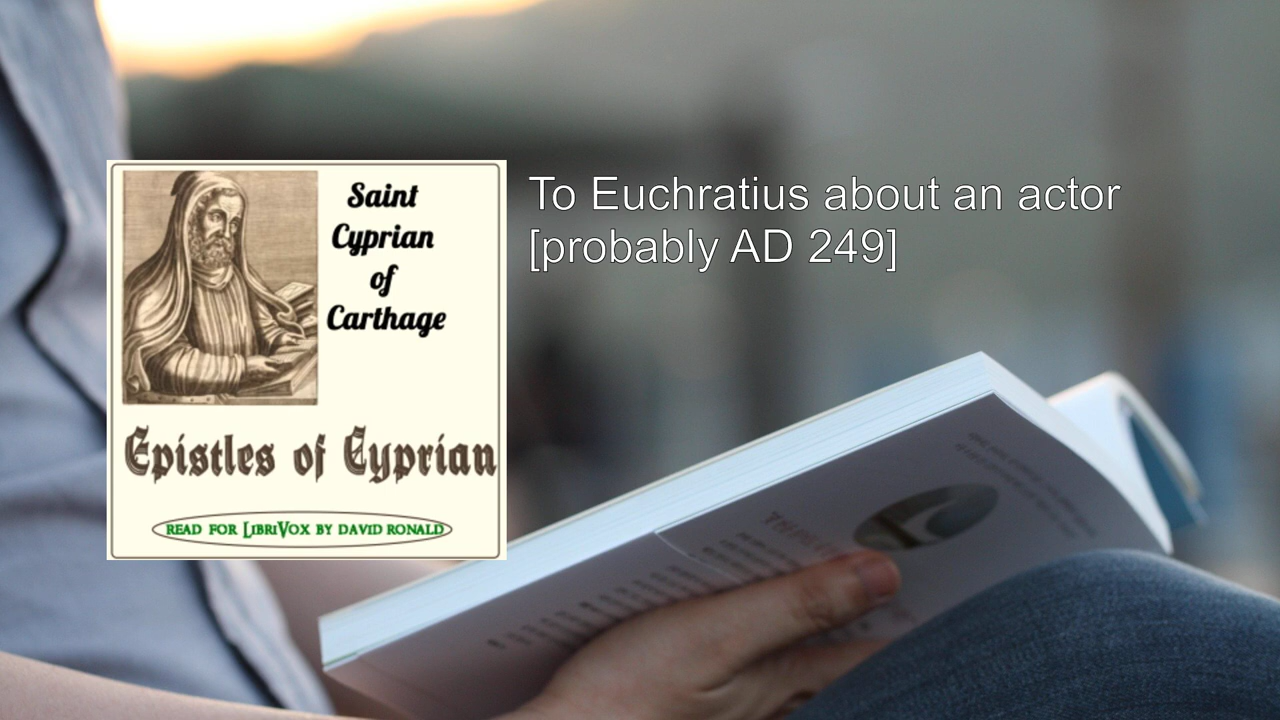 Saint
Cyprian
of
Carthage
Epistles of Cyprian
READ FOR LIBRIVOX BY DAVID RONALD
To Euchratius about an actor
[probably AD 249]